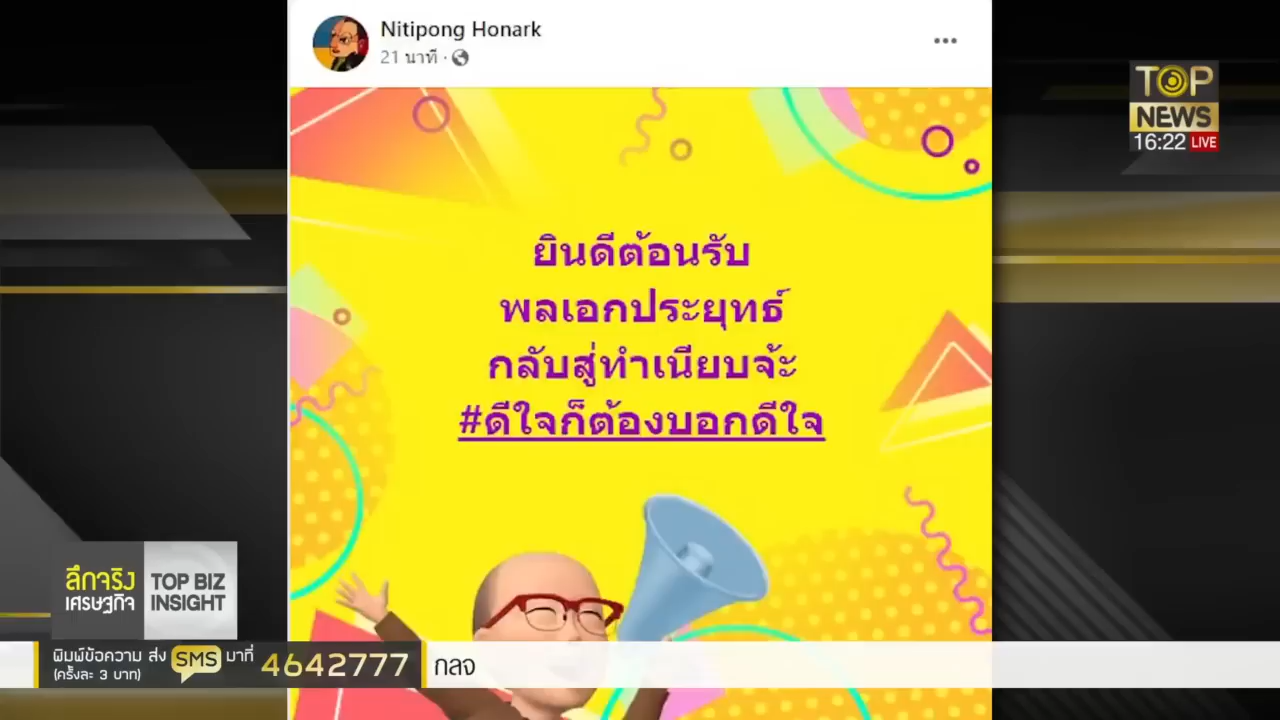 Nitipong Honark
21 นาที ·
TOP
NEWS
16:22 LIVE
ยินดีต้อนรับ
พลเอกประยุทธ์
กลับสู่ทำเนียบจ้ะ
#ดีใจก็ต้องบอกดีใจ
ลึกจริง
เศรษฐกิจ
TOP BIZ
INSIGHT
พิมพ์ข้อความ ส่ง SMS มาที่ 4642777
(ครั้งละ 3 บาท)
กลจ